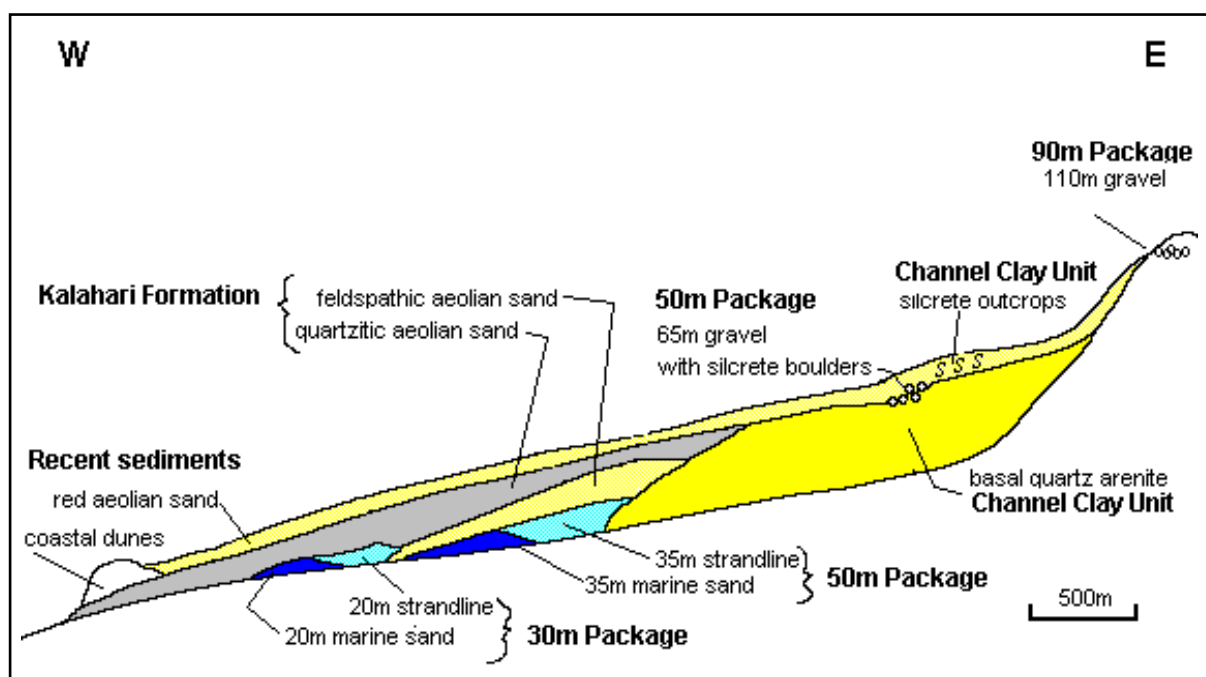 W
E
90m Package
110m gravel
Channel Clay Unit
silcrete outcrops
Kalahari Formation
feldspathic aeolian sand
quartzitic aeolian sand
50m Package
65m gravel
with silcrete boulders
S S S
Recent sediments
red aeolian sand
coastal dunes
basal quartz arenite
Channel Clay Unit
35m strandline
35m marine sand
50m Package
20m strandline
20m marine sand
30m Package
500m